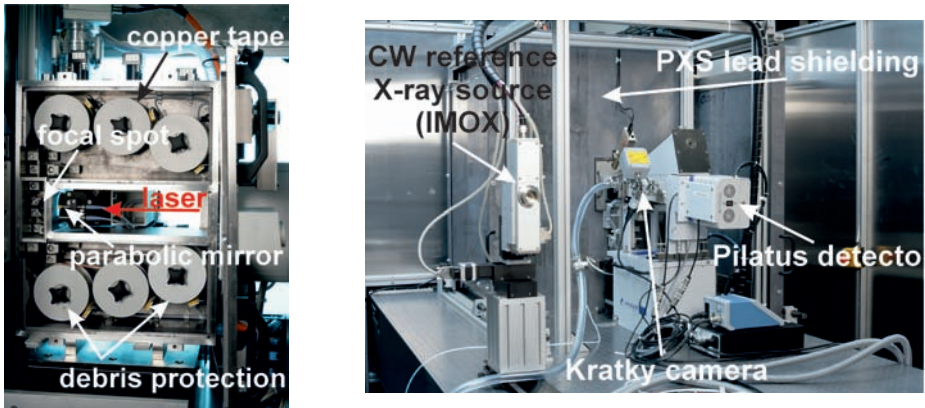 copper tape
focal spot
laser
parabolic mirror
debris protection
CW reference
X-ray source
(IMOX)
PXS lead shielding
Pilatus detecto
Kratky camera